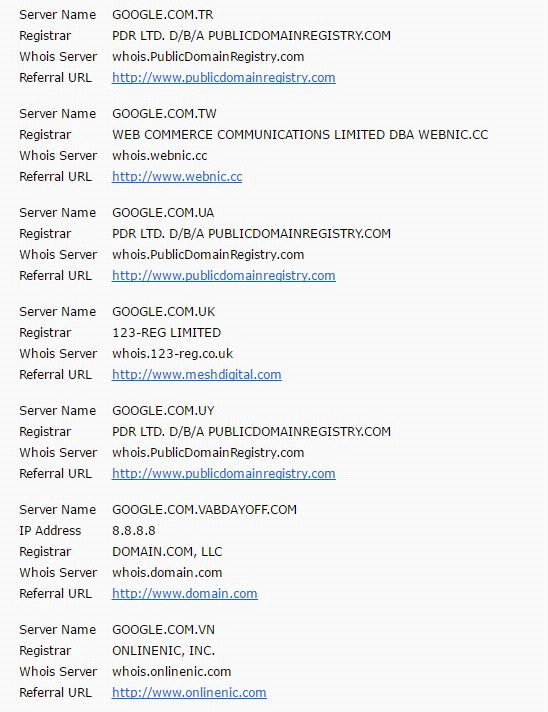 Server Name GOOGLE.COM.TR
Registrar PDR LTD. D/B/A PUBLICDOMAINREGISTRY.COM
Whois Server whois.PublicDomainRegistry.com
Referral URL http://www.publicdomainregistry.com
Server Name GOOGLE.COM.TW
Registrar WEB COMMERCE COMMUNICATIONS LIMITED DBA WEBNIC.CC
Whois Server whois.webnic.cc
Referral URL http://www.webnic.cc
Server Name GOOGLE.COM.UA
Registrar PDR LTD. D/B/A PUBLICDOMAINREGISTRY.COM
Whois Server whois.PublicDomainRegistry.com
Referral URL http://www.publicdomainregistry.com
Server Name GOOGLE.COM.UK
Registrar 123-REG LIMITED
Whois Server whois.123-reg.co.uk
Referral URL http://www.meshdigital.com
Server Name GOOGLE.COM.UY
Registrar PDR LTD. D/B/A PUBLICDOMAINREGISTRY.COM
Whois Server whois.PublicDomainRegistry.com
Referral URL http://www.publicdomainregistry.com
Server Name GOOGLE.COM.VABDAYOFF.COM
IP Address 8.8.8.8
Registrar DOMAIN.COM, LLC
Whois Server whois.domain.com
Referral URL http://www.domain.com
Server Name GOOGLE.COM.VN
Registrar ONLINENIC, INC.
Whois Server whois.onlinenic.com
Referral URL http://www.onlinenic.com